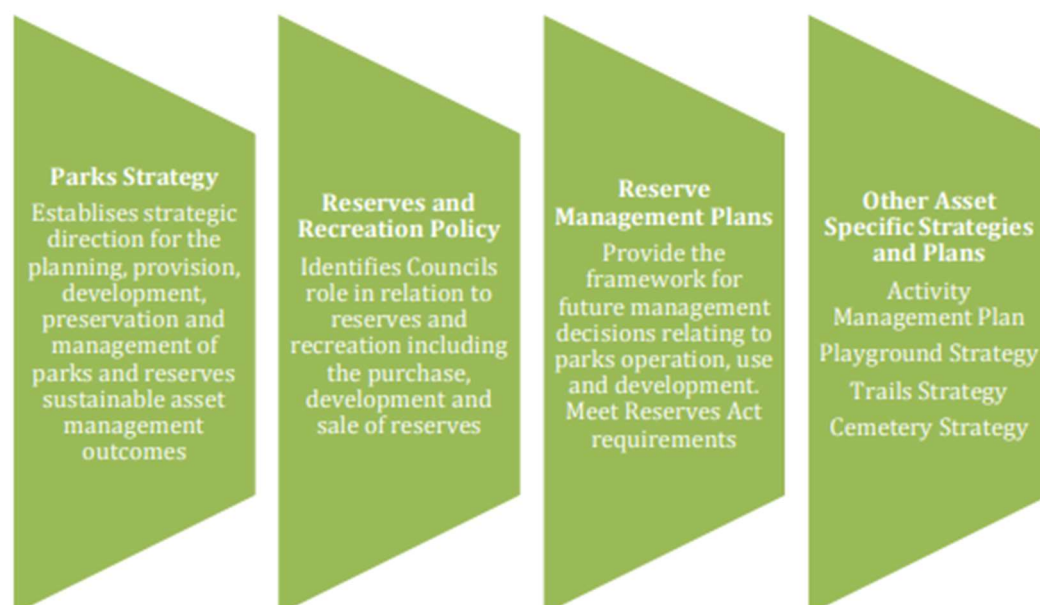 Parks Strategy
Establises strategic
direction for the
planning, provision,
development,
preservation and
management of
parks and reserves
sustainable asset
management
outcomes
Reserves and
Recreation Policy
Identifies Councils
role in relation to
reserves and
recreation including
the purchase,
development and
sale of reserves
Reserve
Management Plans
Provide the
framework for
future management
decisions relating to
parks operation, use
and development.
Meet Reserves Act
requirements
Other Asset
Specific Strategies
and Plans
Activity
Management Plan
Playground Strategy
Trails Strategy
Cemetery Strategy